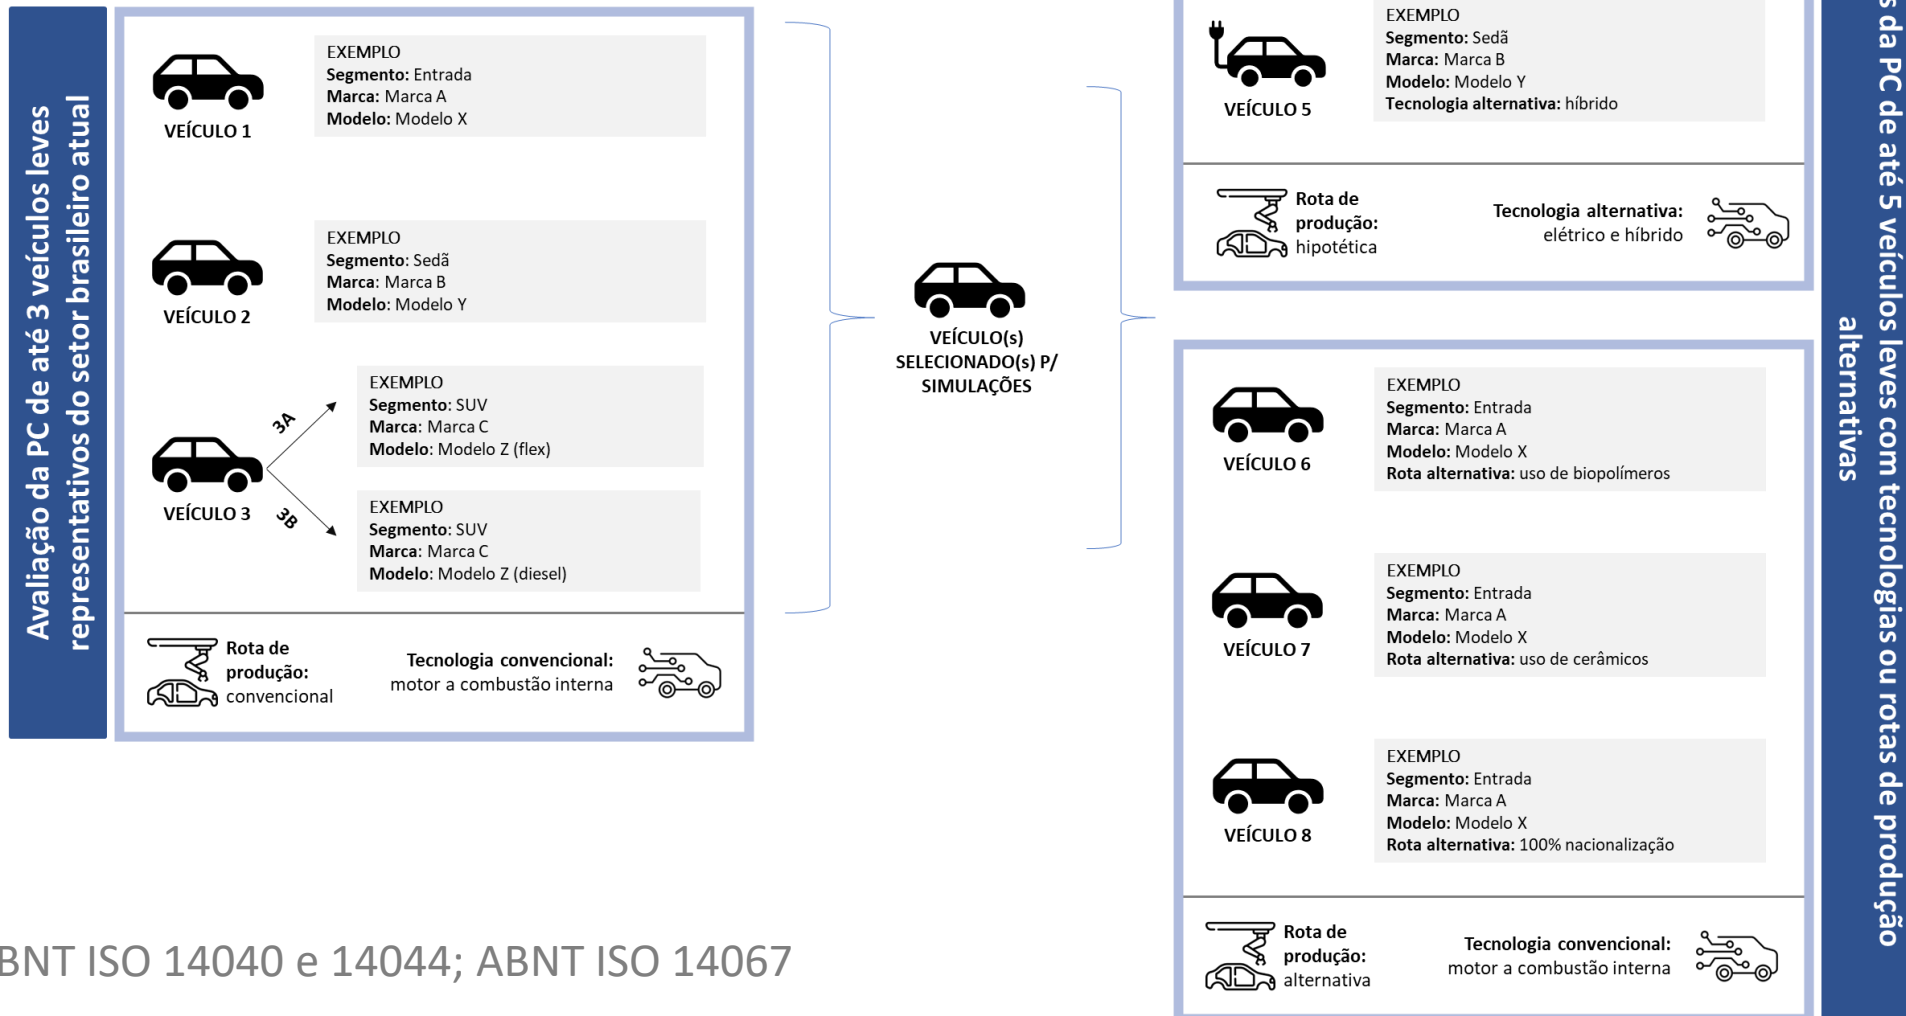 Avaliação da PC de até 3 veículos leves
representativos do setor brasileiro atual
VEÍCULO 1
EXEMPLO
Segmento: Entrada
Marca: Marca A
Modelo: Modelo X
VEÍCULO 2
EXEMPLO
Segmento: Sedã
Marca: Marca B
Modelo: Modelo Y
VEÍCULO 3
3A
EXEMPLO
Segmento: SUV
Marca: Marca C
Modelo: Modelo Z (flex)
3B
EXEMPLO
Segmento: SUV
Marca: Marca C
Modelo: Modelo Z (diesel)
Rota de
produção:
convencional
Tecnologia convencional:
motor a combustão interna
VEÍCULO(s)
SELECIONADO(s) P/
SIMULAÇÕES
VEÍCULO 5
EXEMPLO
Segmento: Sedã
Marca: Marca B
Modelo: Modelo Y
Tecnologia alternativa: híbrido
Rota de
produção:
hipotética
Tecnologia alternativa:
elétrico e híbrido
VEÍCULO 6
EXEMPLO
Segmento: Entrada
Marca: Marca A
Modelo: Modelo X
Rota alternativa: uso de biopolímeros
VEÍCULO 7
EXEMPLO
Segmento: Entrada
Marca: Marca A
Modelo: Modelo X
Rota alternativa: uso de cerâmicos
VEÍCULO 8
EXEMPLO
Segmento: Entrada
Marca: Marca A
Modelo: Modelo X
Rota alternativa: 100% nacionalização
Rota de
produção:
alternativa
Tecnologia convencional:
motor a combustão interna
da PC de até 5 veículos leves com tecnologias ou rotas de produção
alternativas
BNT ISO 14040 e 14044; ABNT ISO 14067